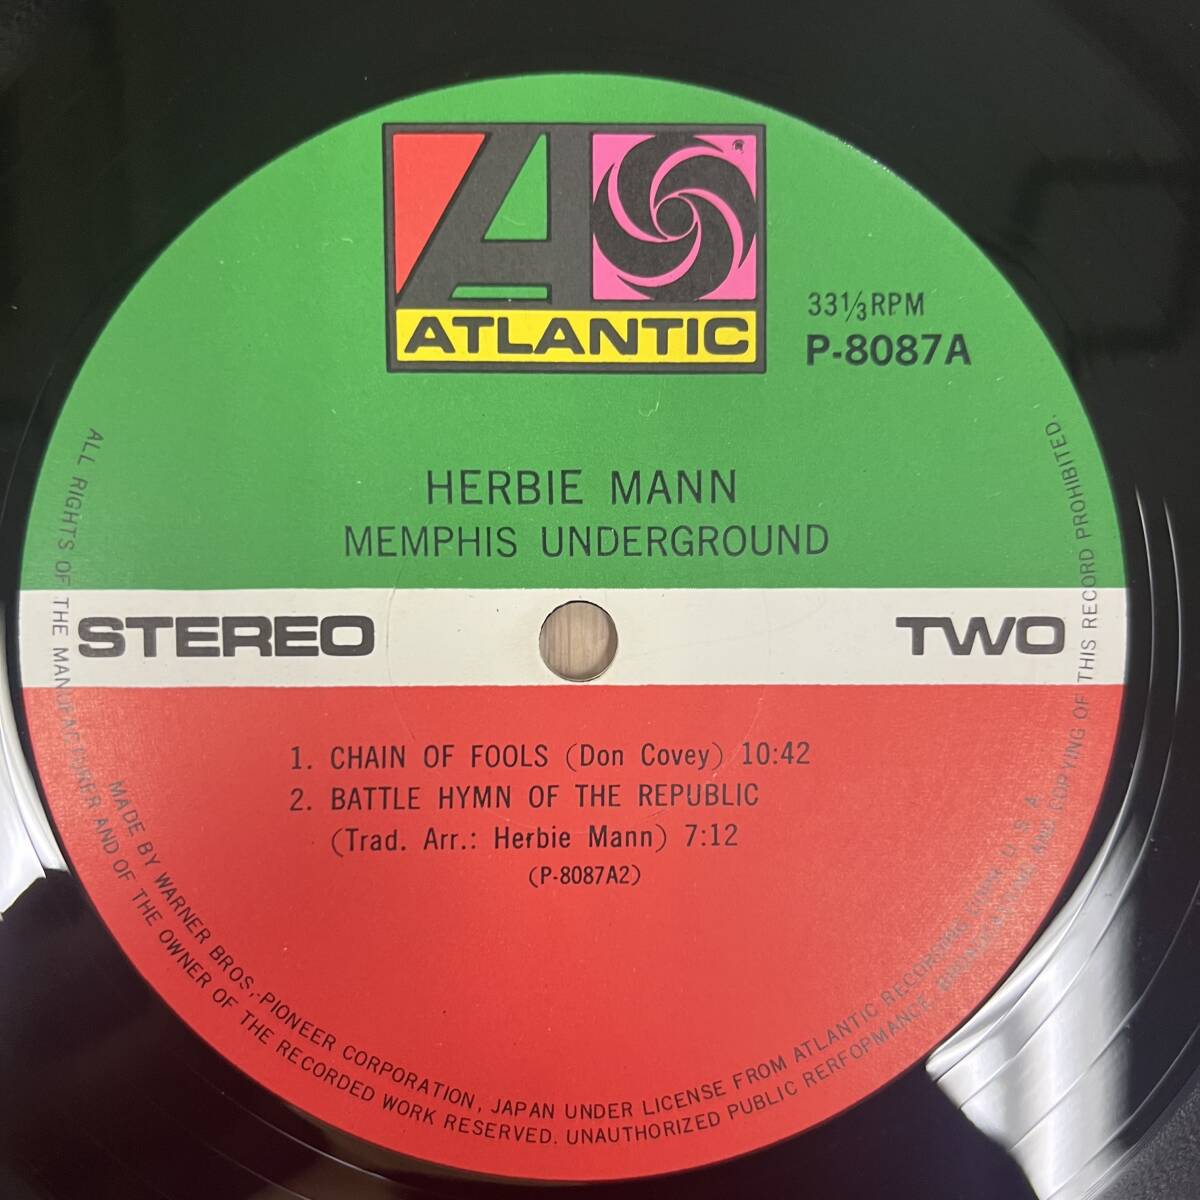 ATLANTIC
33⅓RPM
P-8087A
HERBIE MANN
MEMPHIS UNDERGROUND
STEREO
TWO
1. CHAIN OF FOOLS (Don Covey) 10:42
2. BATTLE HYMN OF THE REPUBLIC
(Trad. Arr.: Herbie Mann) 7:12
(P-8087A2)
MADE BY WARNER BROS.-PIONEER CORPORATION, JAPAN UNDER LICENSE FROM ATLANTIC RECORDING CORP., U.S.A.
ALL RIGHTS OF THE MANUFACTURER AND OF THE OWNER OF THE RECORDED WORK RESERVED. UNAUTHORIZED PUBLIC RERFORMANCE, BROADCASTING AND COPYING OF THIS RECORD PROHIBITED.